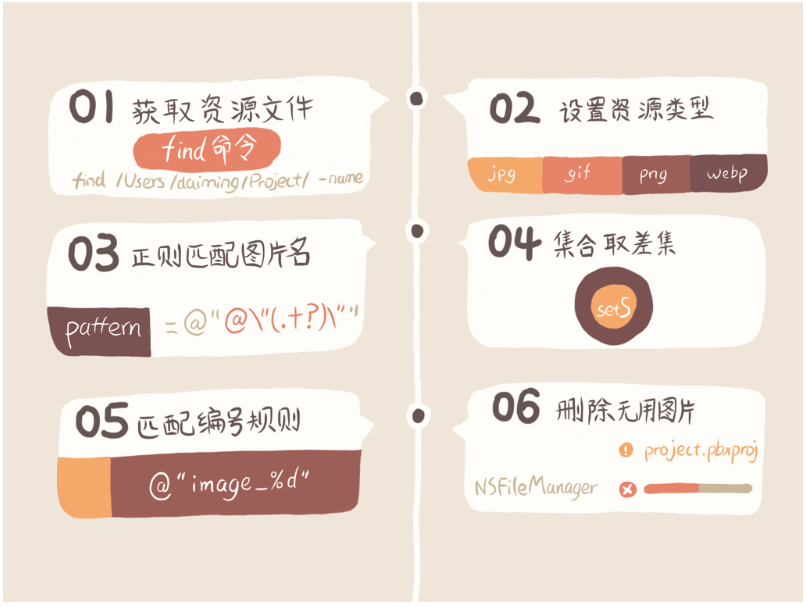 01 获取资源文件
find命令
find /Users/daiming/Project/ -name
02 设置资源类型
jpg gif png webp
03 正则匹配图片名
pattern =@"@\"(.+?)\""
04 集合取差集
set5
05 匹配编号规则
@"image_%d"
06 删除无用图片
project.pbxproj
NSFileManager